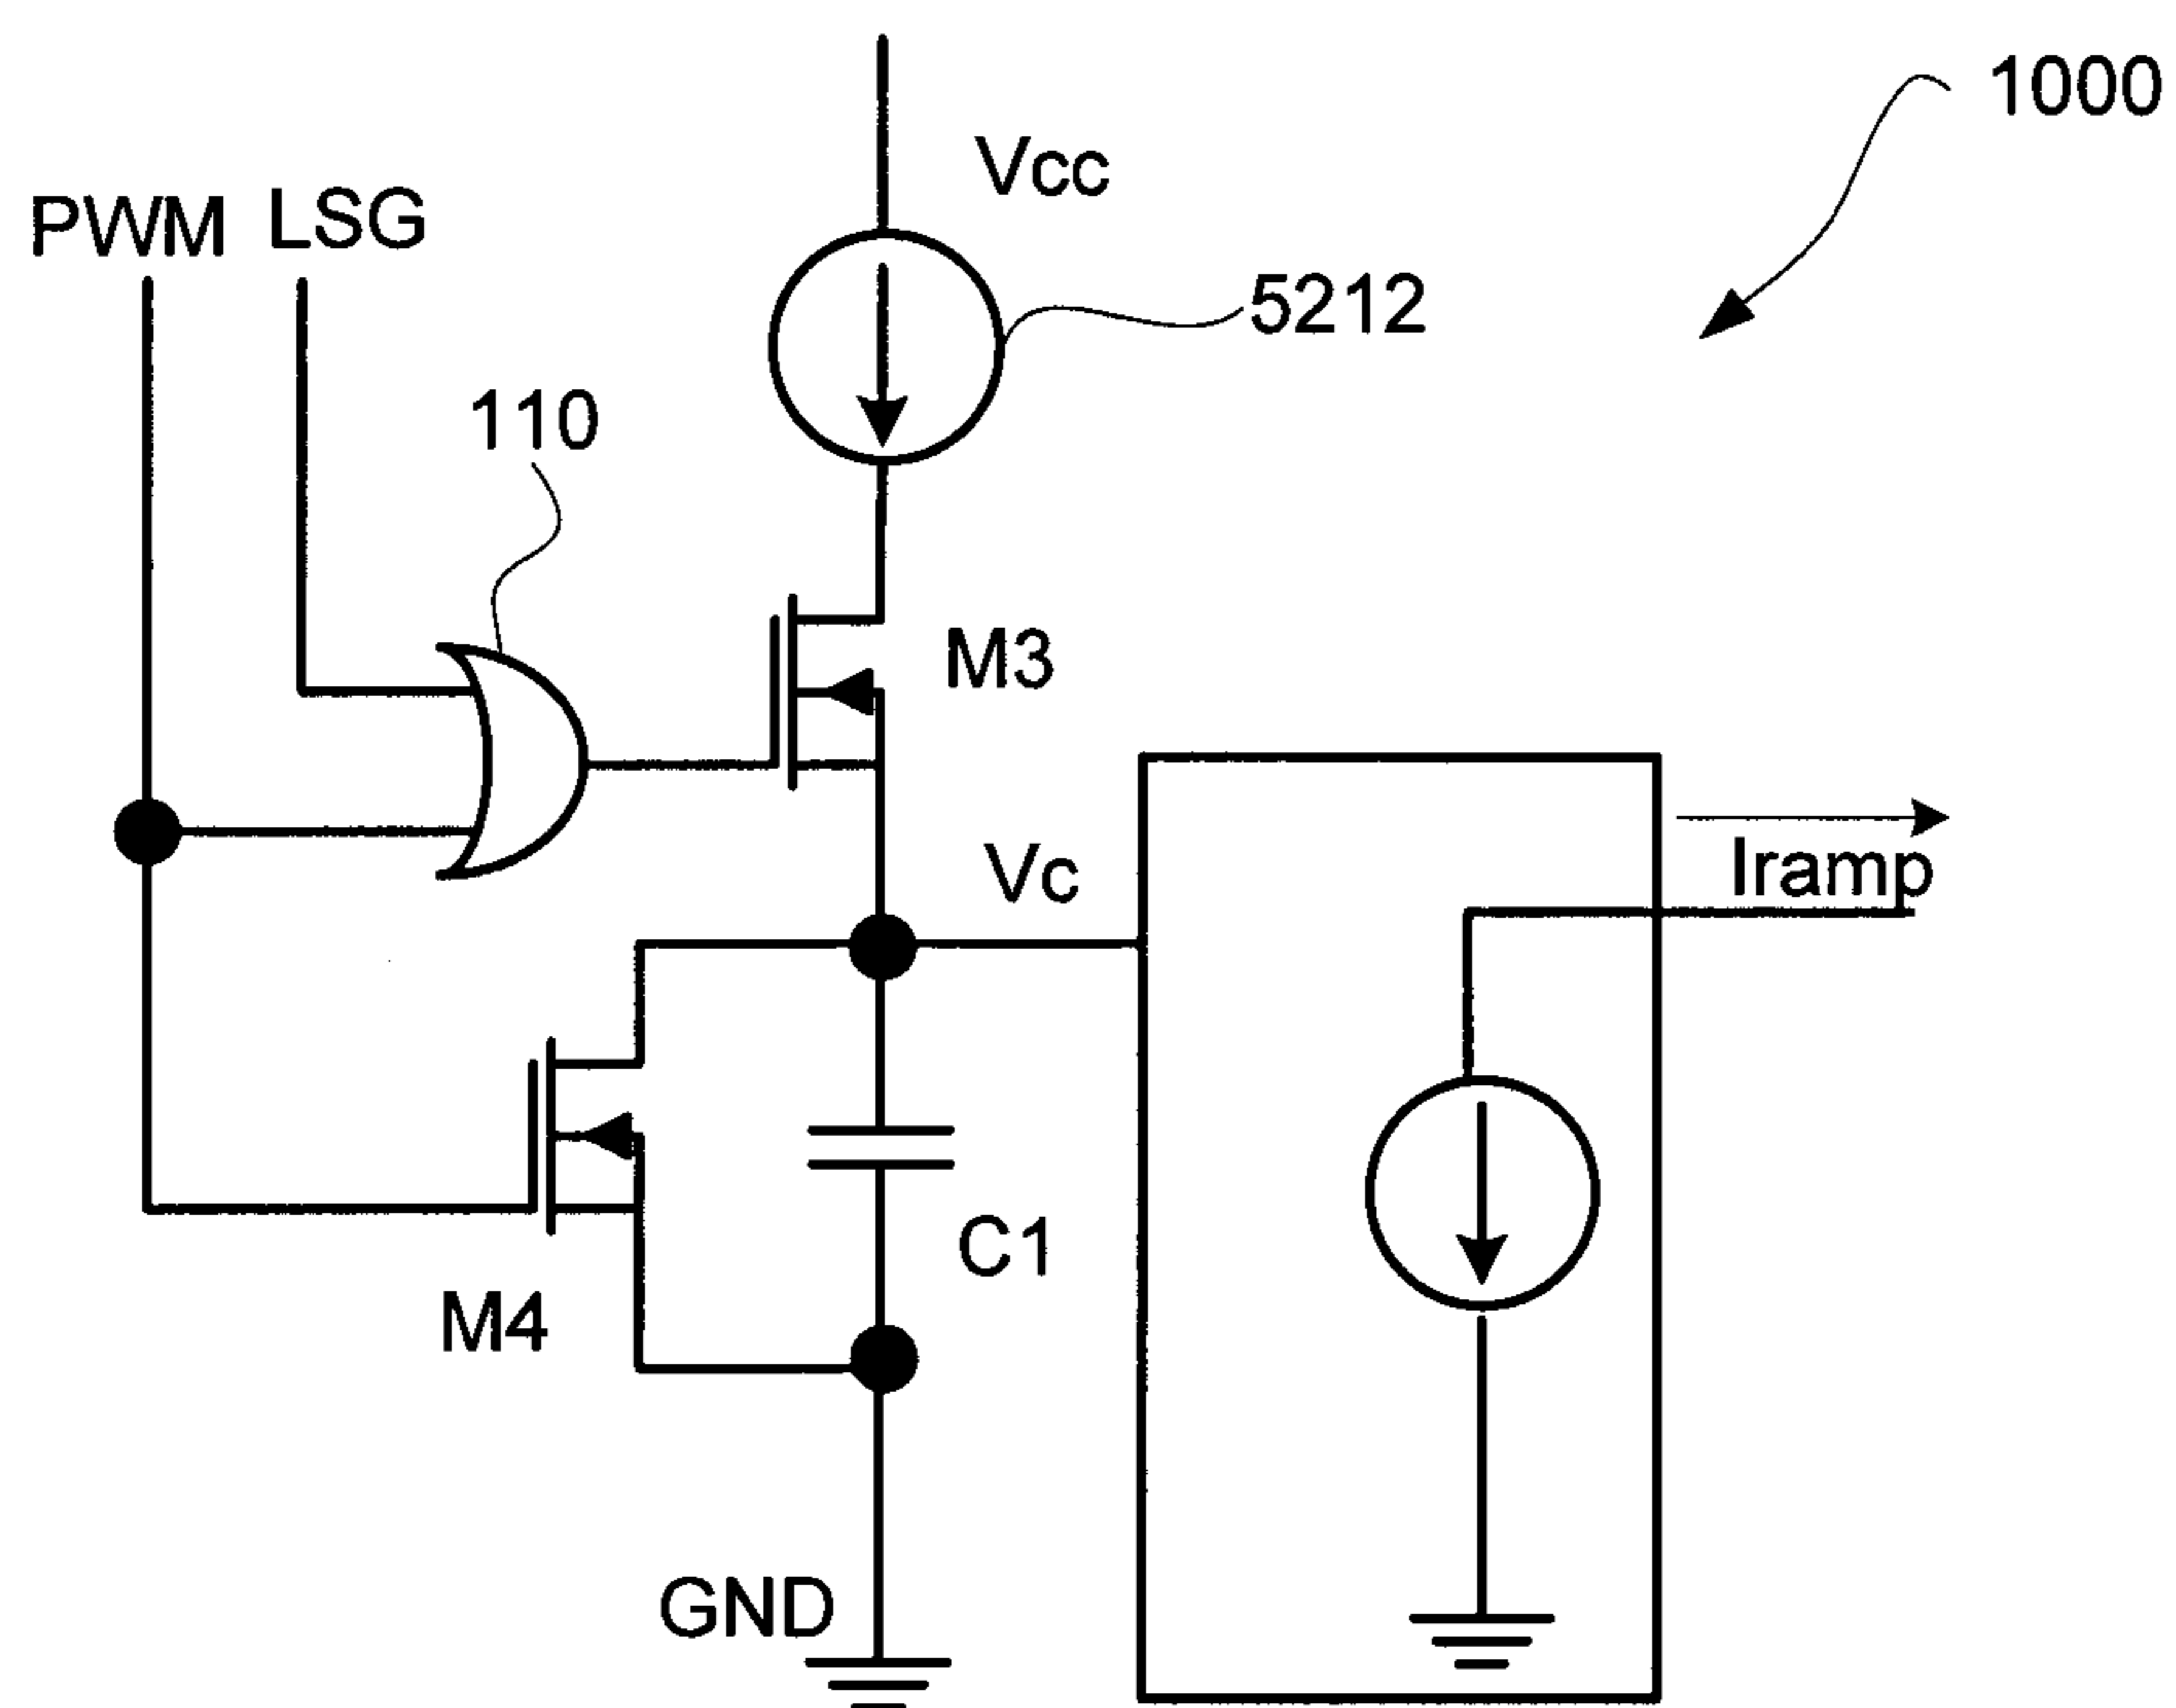 1000
Vcc
PWM
LSG
5212
110
M3
Vc
Iramp
C1
M4
GND